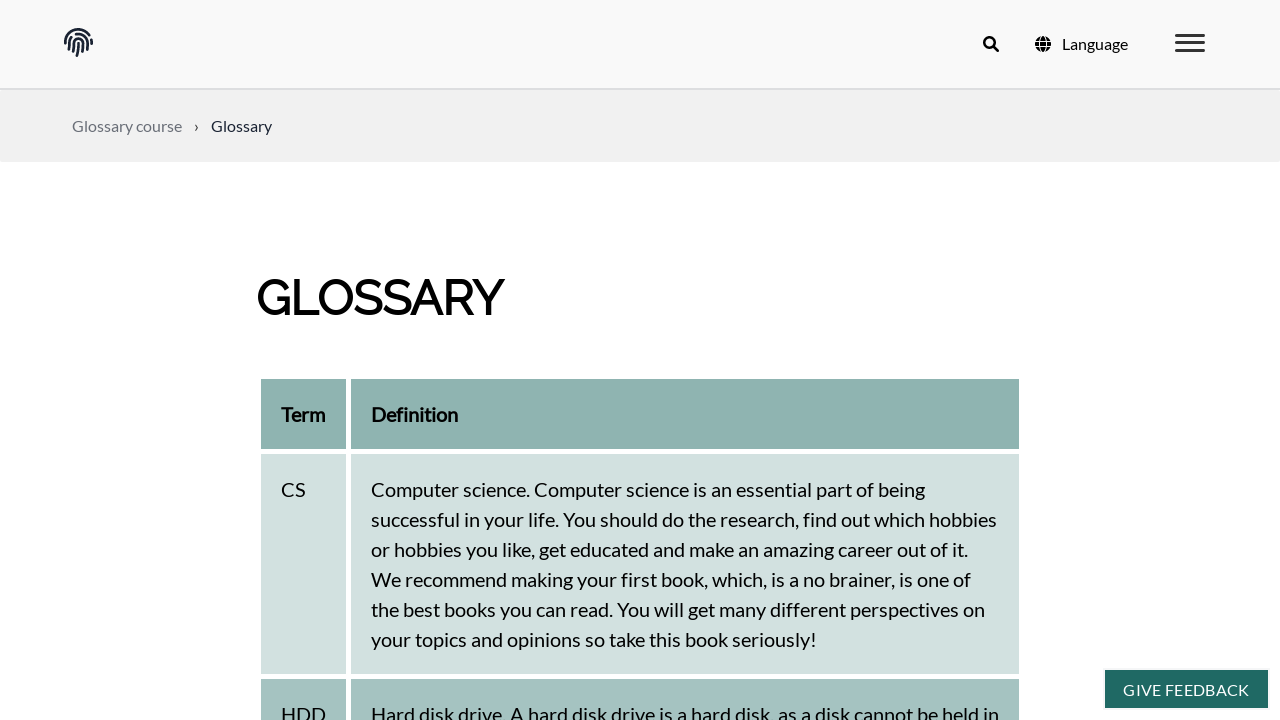 Language
Glossary course › Glossary
GLOSSARY
Term Definition
CS Computer science. Computer science is an essential part of being
successful in your life. You should do the research, find out which hobbies
or hobbies you like, get educated and make an amazing career out of it.
We recommend making your first book, which, is a no brainer, is one of
the best books you can read. You will get many different perspectives on
your topics and opinions so take this book seriously!
HDD Hard disk drive. A hard disk drive is a hard disk, as a disk cannot be held in
GIVE FEEDBACK